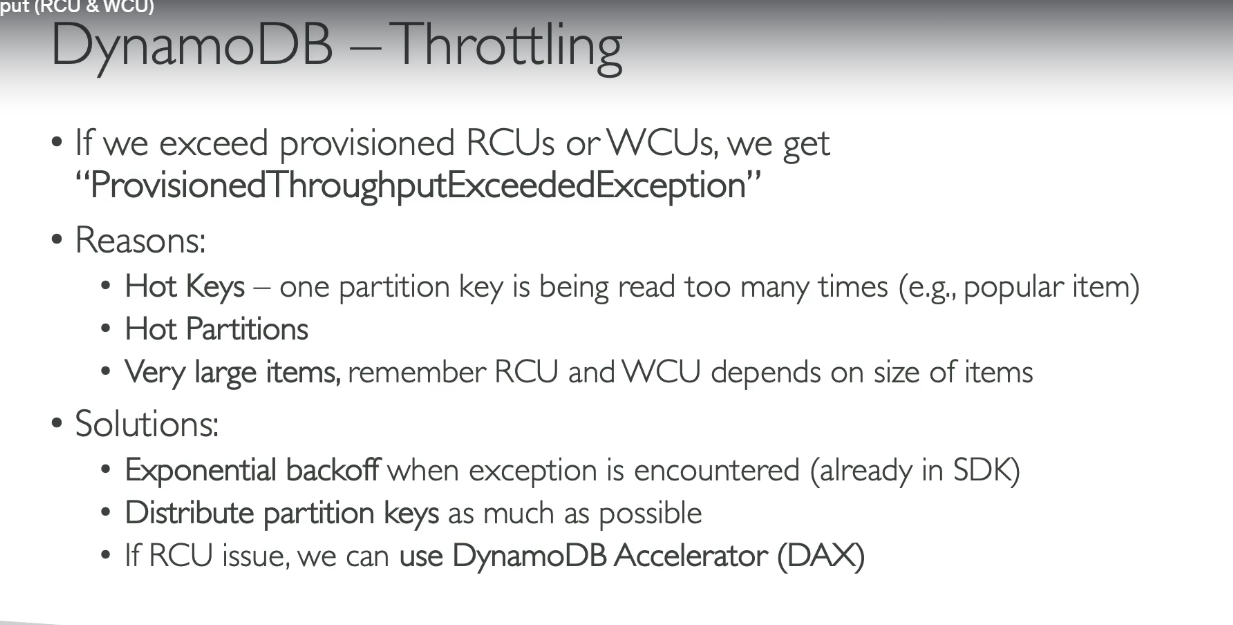 put (RCU & WCU)
DynamoDB – Throttling
• If we exceed provisioned RCUs or WCUs, we get
“ProvisionedThroughputExceededException”
• Reasons:
• Hot Keys – one partition key is being read too many times (e.g., popular item)
• Hot Partitions
• Very large items, remember RCU and WCU depends on size of items
• Solutions:
• Exponential backoff when exception is encountered (already in SDK)
• Distribute partition keys as much as possible
• If RCU issue, we can use DynamoDB Accelerator (DAX)